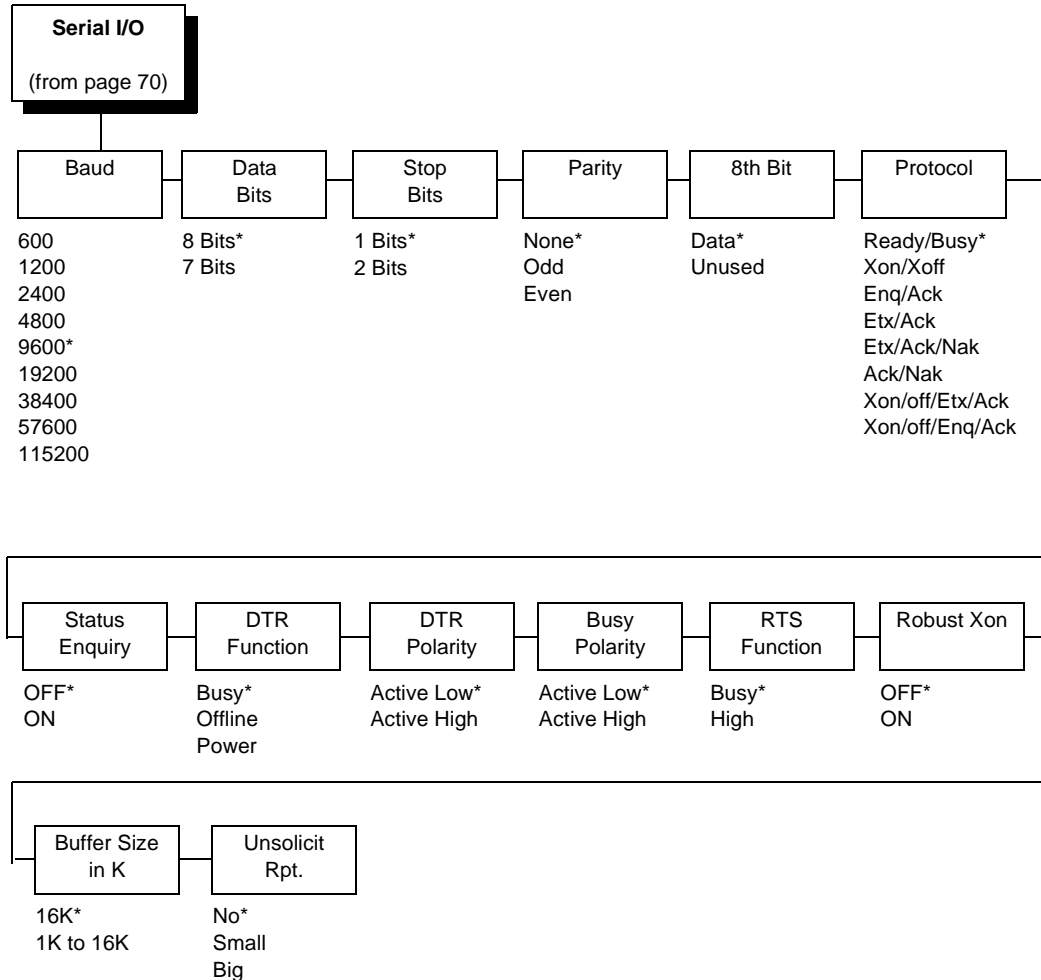 Serial I/O
(from page 70)
Baud
Data
Bits
Stop
Bits
Parity
8th Bit
Protocol
600
1200
2400
4800
9600*
19200
38400
57600
115200
8 Bits*
7 Bits
1 Bits*
2 Bits
None*
Odd
Even
Data*
Unused
Ready/Busy*
Xon/Xoff
Enq/Ack
Etx/Ack
Etx/Ack/Nak
Ack/Nak
Xon/off/Etx/Ack
Xon/off/Enq/Ack
Status
Enquiry
DTR
Function
DTR
Polarity
Busy
Polarity
RTS
Function
Robust Xon
OFF*
ON
Busy*
Offline
Power
Active Low*
Active High
Active Low*
Active High
Busy*
High
OFF*
ON
Buffer Size
in K
Unsolicit
Rpt.
16K*
1K to 16K
No*
Small
Big